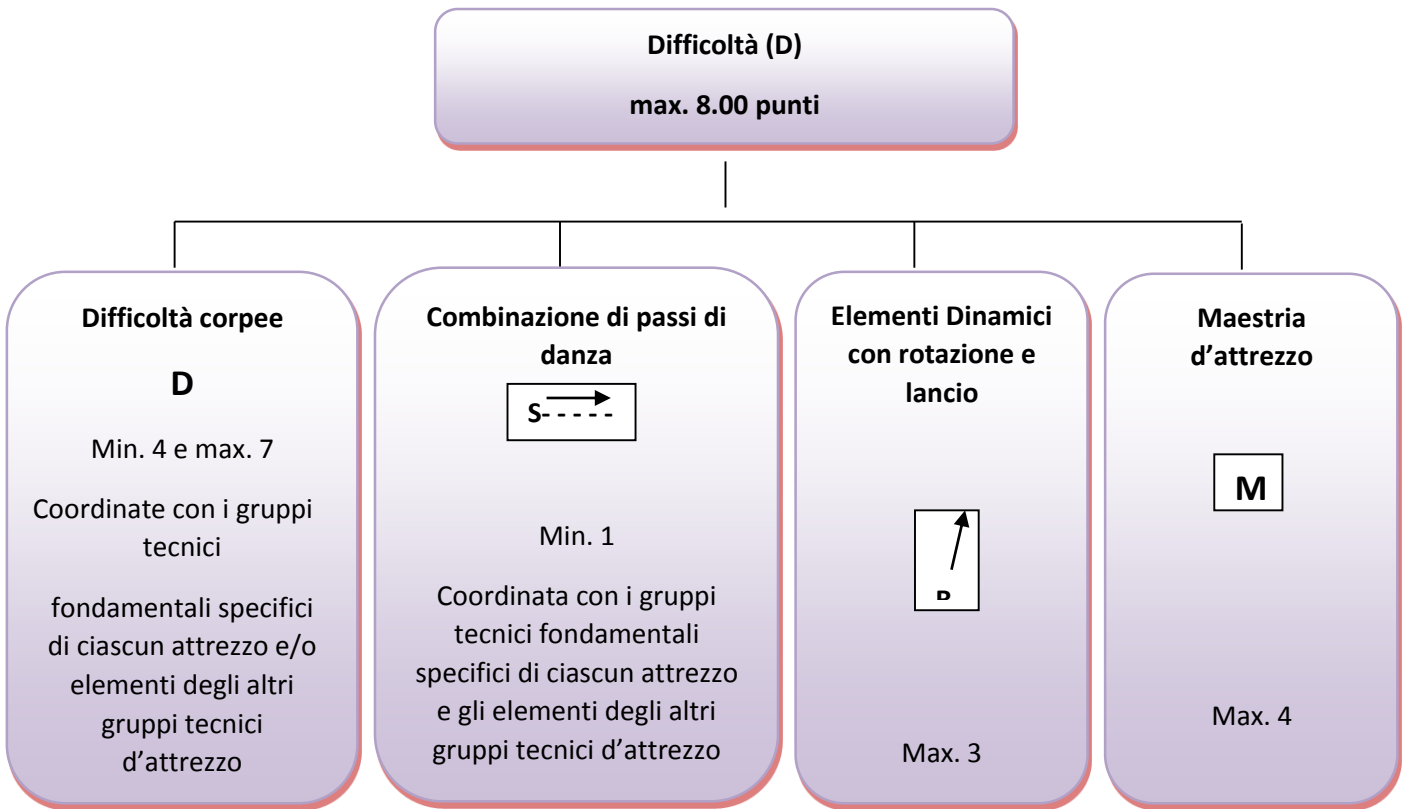 Difficoltà (D)
max. 8.00 punti
Difficoltà corpee
D
Min. 4 e max. 7
Coordinate con i gruppi
tecnici
fondamentali specifici
di ciascun attrezzo e/o
elementi degli altri
gruppi tecnici
d’attrezzo
Combinazione di passi di
danza
S- - - - -
Min. 1
Coordinata con i gruppi
tecnici fondamentali
specifici di ciascun attrezzo
e gli elementi degli altri
gruppi tecnici d’attrezzo
Elementi Dinamici
con rotazione e
lancio
Max. 3
Maestria
d’attrezzo
M
Max. 4